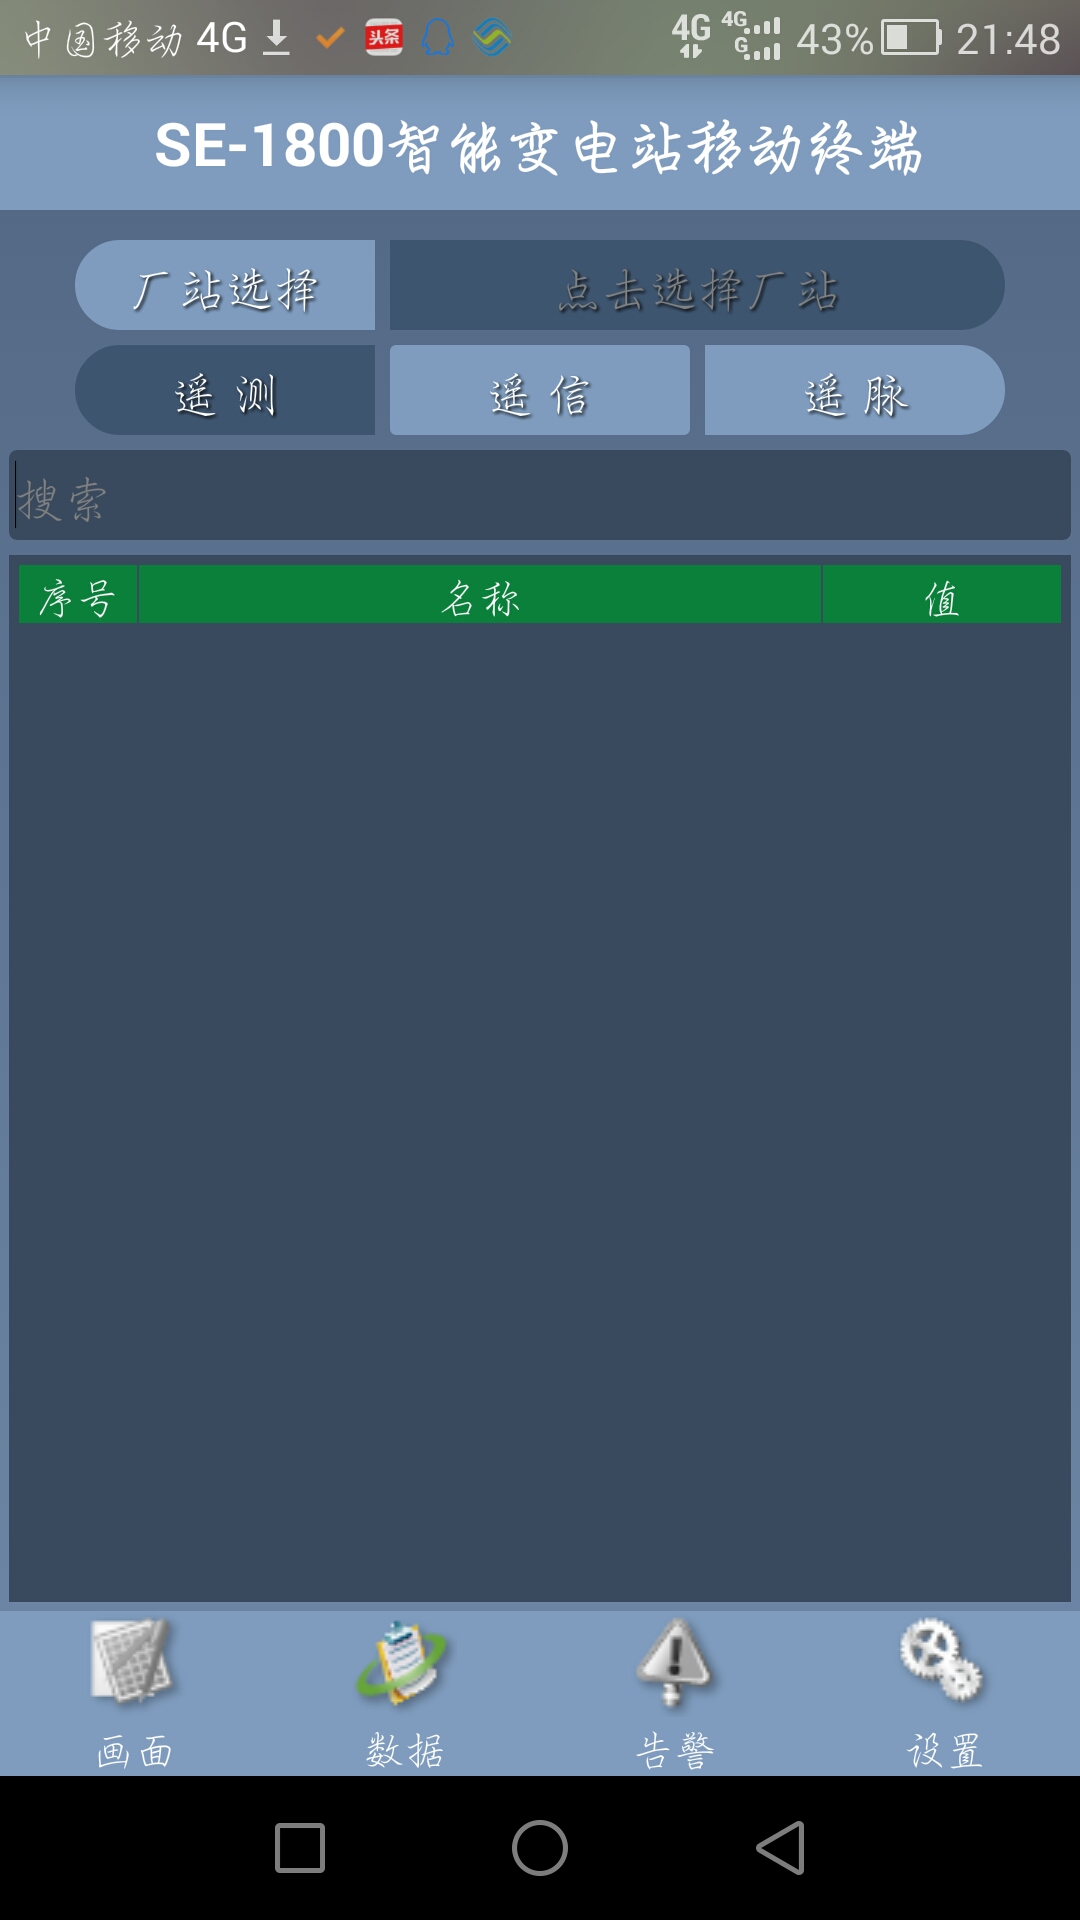 中国移动 4G 头条 4G 4G G 43% 21:48
SE-1800智能变电站移动终端
厂站选择 点击选择厂站
遥 测 遥 信 遥 脉
搜索
序号 名称 值
画面 数据 告警 设置